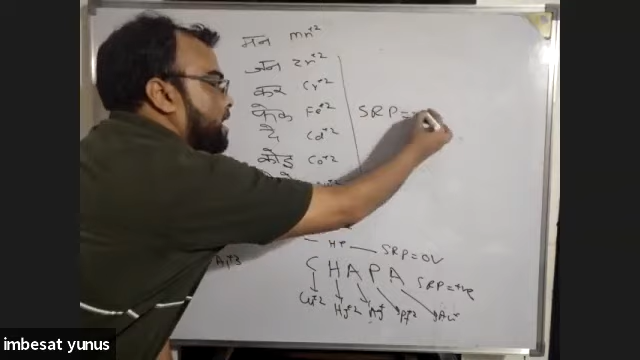 मन mn+2
जन Zn+2
कर Cr+2
फेक Fe+2
दे Cd+2
कोइ Co+2
SRP=
H+ — SRP=0V
CHAPA SRP=+ve
Cu+2 Hg+2 Ag+ Pt+2 Au+
imbesat yunus